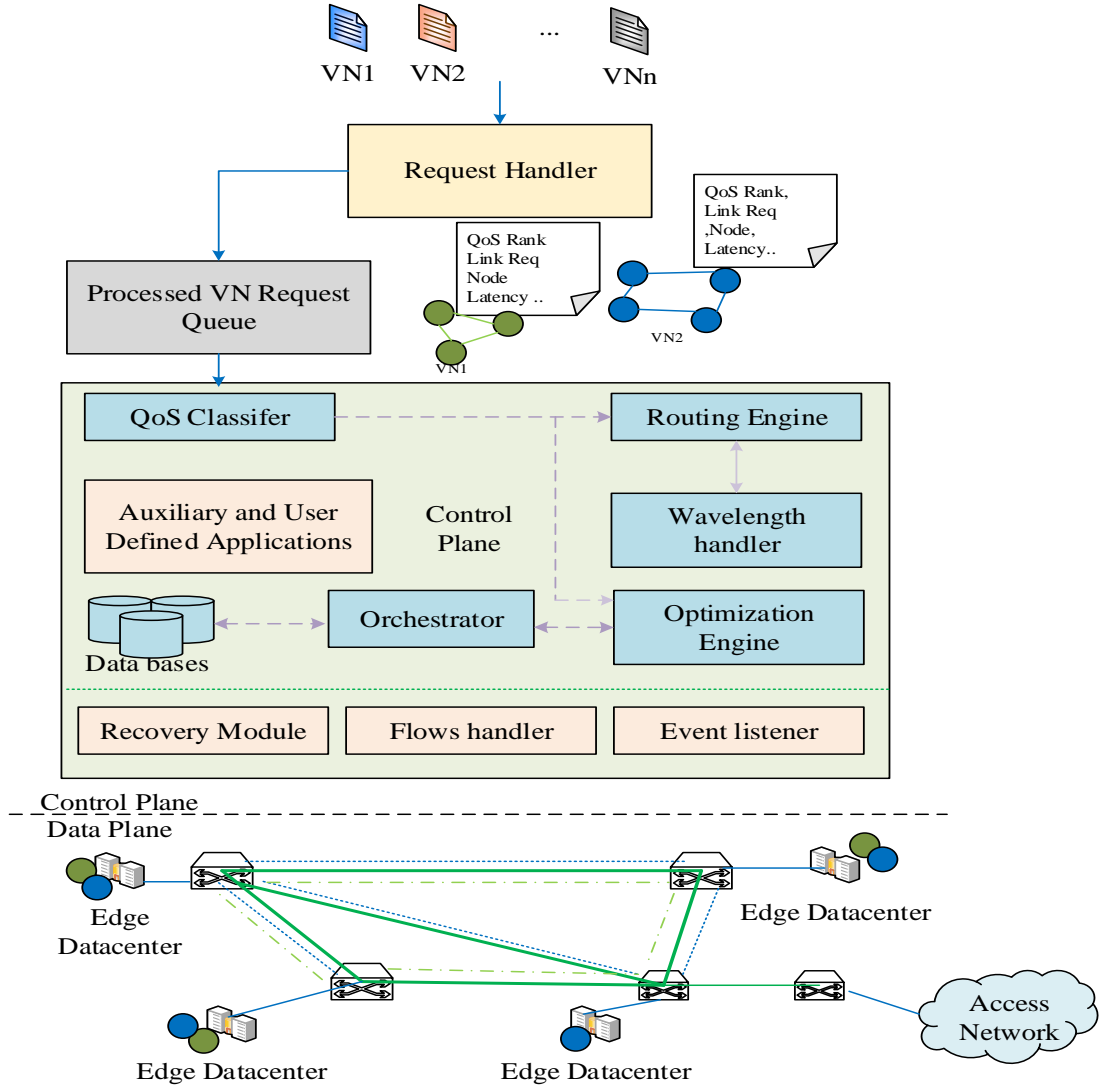 VN1
VN2
...
VNn
Request Handler
QoS Rank,
Link Req
,Node,
Latency..
QoS Rank
Link Req
Node
Latency ..
Processed VN Request
Queue
VN2
VN1
QoS Classifer
Routing Engine
Auxiliary and User
Defined Applications
Control
Plane
Wavelength
handler
Orchestrator
Optimization
Engine
Data bases
Recovery Module
Flows handler
Event listener
Control Plane
Data Plane
Edge
Datacenter
Edge Datacenter
Access
Network
Edge Datacenter
Edge Datacenter